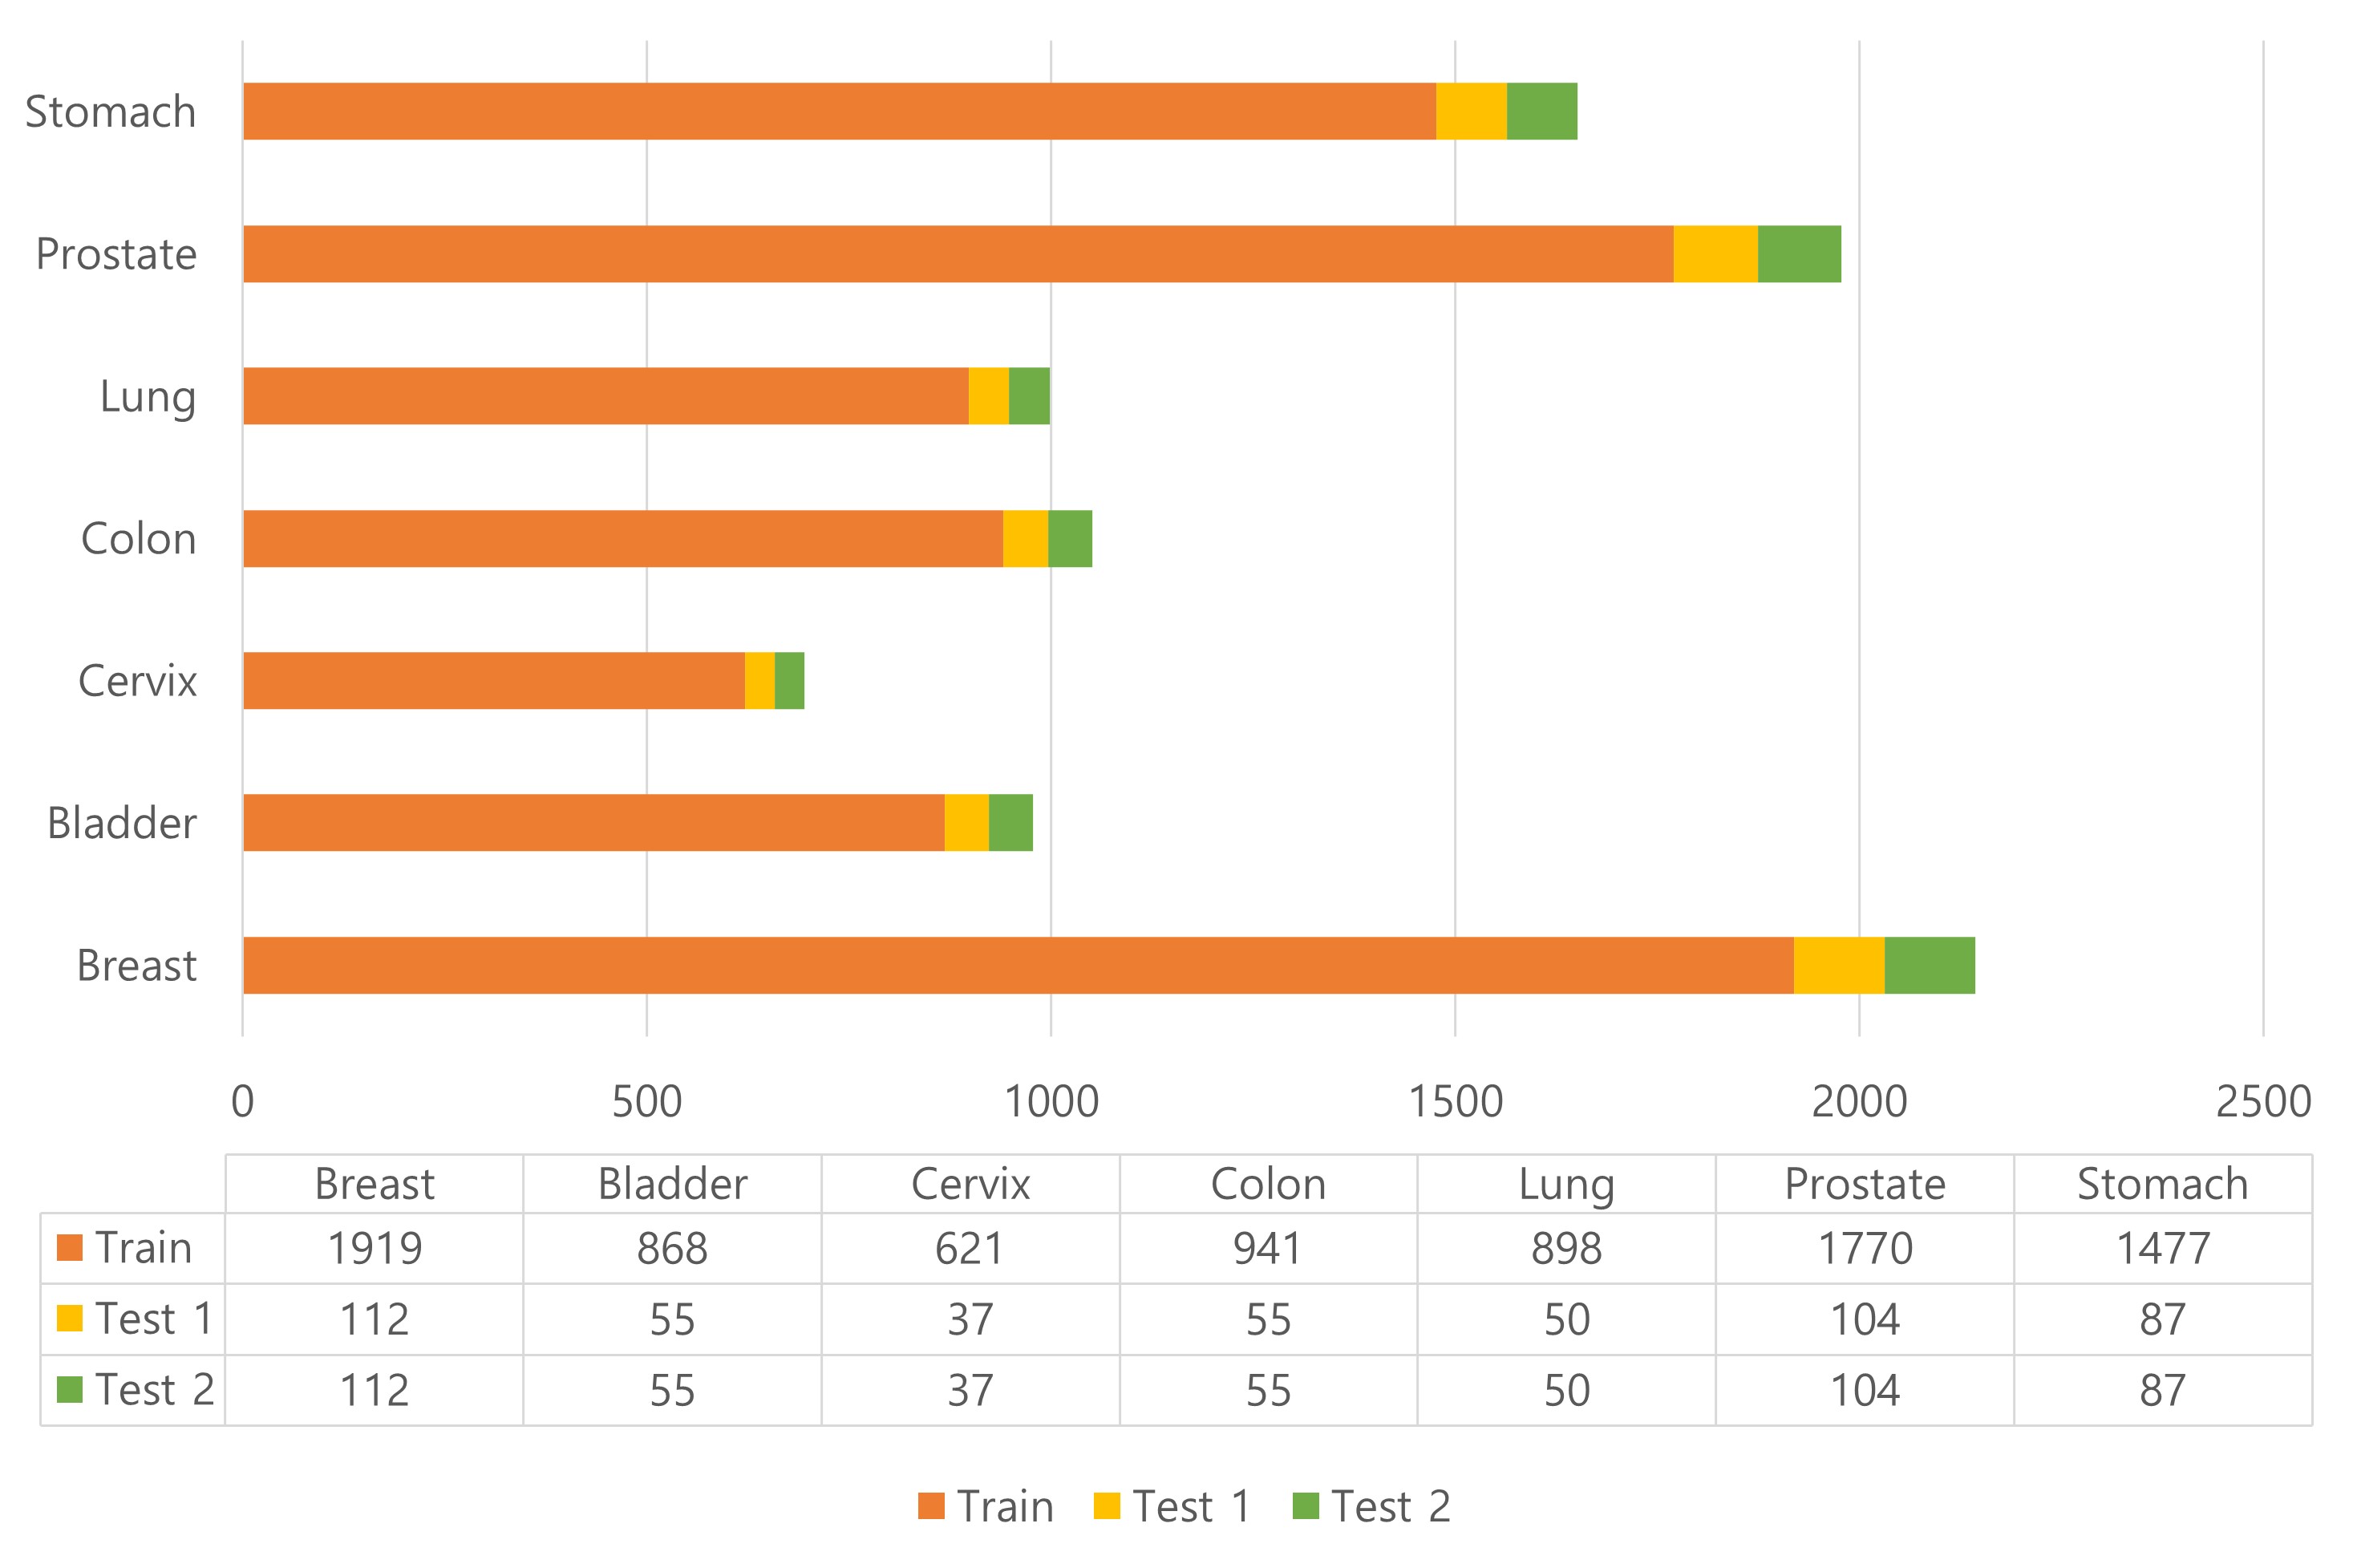 Stomach
Prostate
Lung
Colon
Cervix
Bladder
Breast
0 500 1000 1500 2000 2500
Breast Bladder Cervix Colon Lung Prostate Stomach
Train 1919 868 621 941 898 1770 1477
Test 1 112 55 37 55 50 104 87
Test 2 112 55 37 55 50 104 87
Train Test 1 Test 2